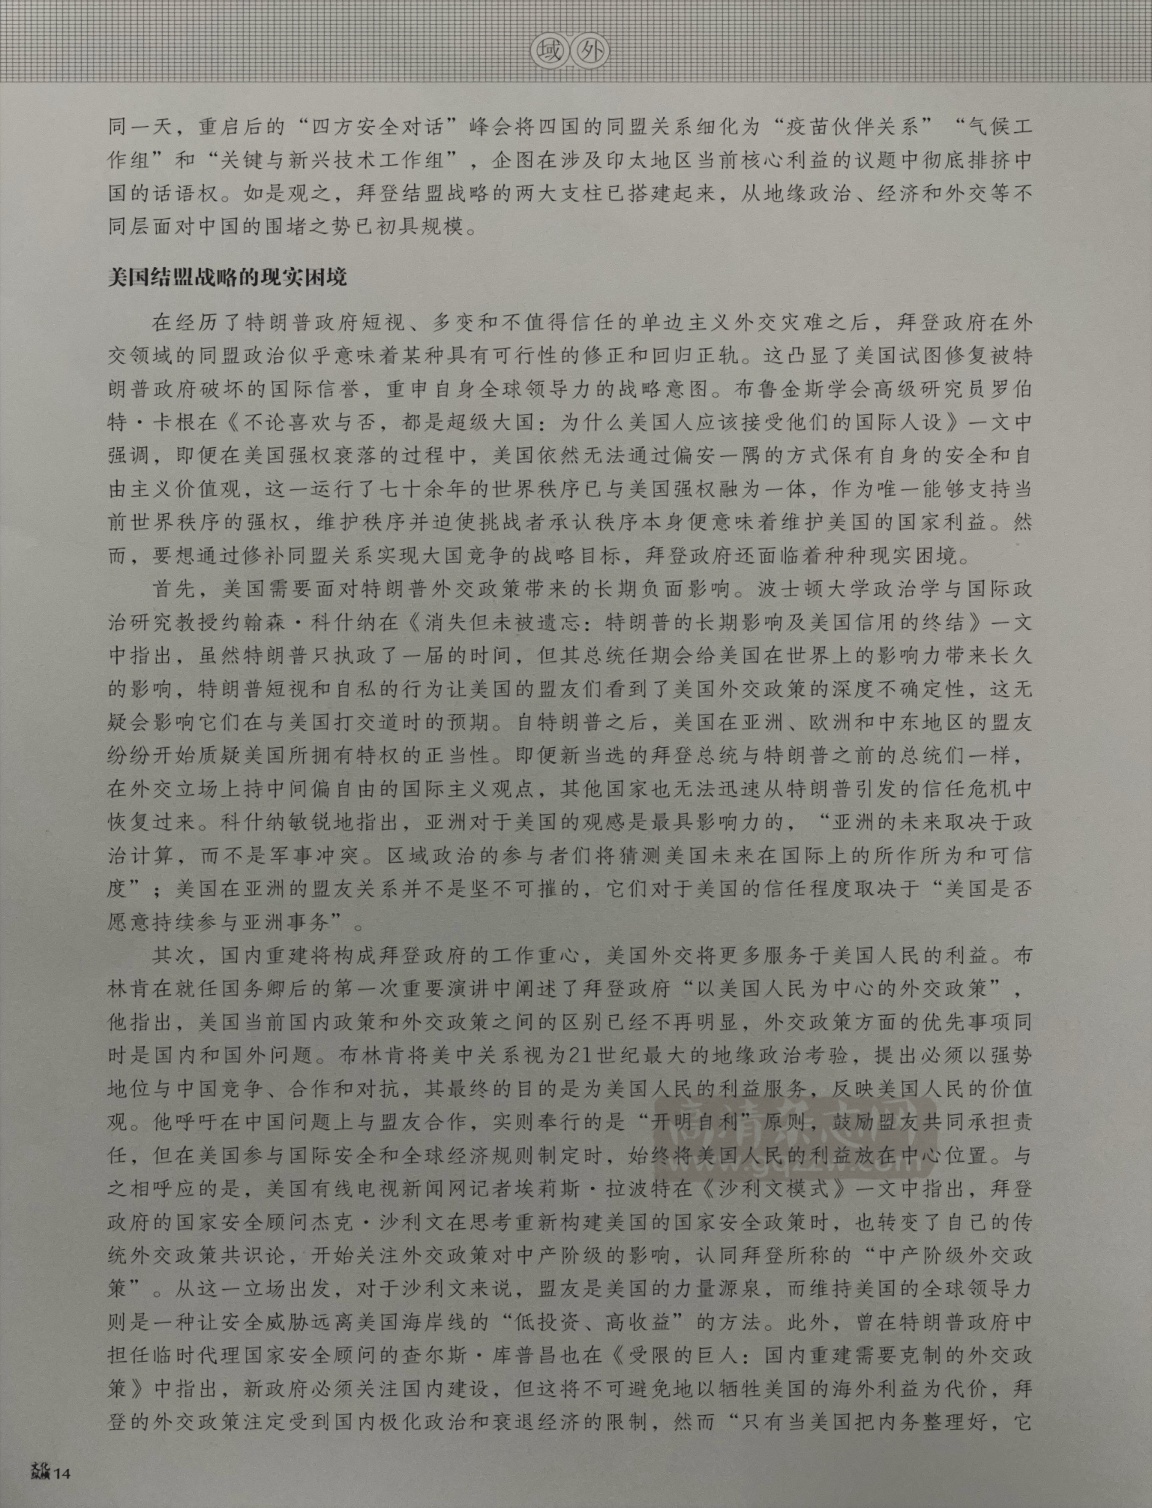 域外
同一天，重启后的“四方安全对话”峰会将四国的同盟关系细化为“疫苗伙伴关系”“气候工
作组”和“关键与新兴技术工作组”，企图在涉及印太地区当前核心利益的议题中彻底排挤中
国的话语权。如是观之，拜登结盟战略的两大支柱已搭建起来，从地缘政治、经济和外交等不
同层面对中国的围堵之势已初具规模。
美国结盟战略的现实困境
在经历了特朗普政府短视、多变和不值得信任的单边主义外交灾难之后，拜登政府在外
交领域的同盟政治似乎意味着某种具有可行性的修正和回归正轨。这凸显了美国试图修复被特
朗普政府破坏的国际信誉，重申自身全球领导力的战略意图。布鲁金斯学会高级研究员罗伯
特·卡根在《不论喜欢与否，都是超级大国：为什么美国人应该接受他们的国际人设》一文中
强调，即便在美国强权衰落的过程中，美国依然无法通过偏安一隅的方式保有自身的安全和自
由主义价值观，这一运行了七十余年的世界秩序已与美国强权融为一体，作为唯一能够支持当
前世界秩序的强权，维护秩序并迫使挑战者承认秩序本身便意味着维护美国的国家利益。然
而，要想通过修补同盟关系实现大国竞争的战略目标，拜登政府还面临着种种现实困境。
首先，美国需要面对特朗普外交政策带来的长期负面影响。波士顿大学政治学与国际政
治研究教授约翰森·科什纳在《消失但未被遗忘：特朗普的长期影响及美国信用的终结》一文
中指出，虽然特朗普只执政了一届的时间，但其总统任期会给美国在世界上的影响力带来长久
的影响，特朗普短视和自私的行为让美国的盟友们看到了美国外交政策的深度不确定性，这无
疑会影响它们在与美国打交道时的预期。自特朗普之后，美国在亚洲、欧洲和中东地区的盟友
纷纷开始质疑美国所拥有特权的正当性。即便新当选的拜登总统与特朗普之前的总统们一样，
在外交立场上持中间偏自由的国际主义观点，其他国家也无法迅速从特朗普引发的信任危机中
恢复过来。科什纳敏锐地指出，亚洲对于美国的观感是最具影响力的，“亚洲的未来取决于政
治计算，而不是军事冲突。区域政治的参与者们将猜测美国未来在国际上的所作所为和可信
度”；美国在亚洲的盟友关系并不是坚不可摧的，它们对于美国的信任程度取决于“美国是否
愿意持续参与亚洲事务”。
其次，国内重建将构成拜登政府的工作重心，美国外交将更多服务于美国人民的利益。布
林肯在就任国务卿后的第一次重要演讲中阐述了拜登政府“以美国人民为中心的外交政策”，
他指出，美国当前国内政策和外交政策之间的区别已经不再明显，外交政策方面的优先事项同
时是国内和国外问题。布林肯将美中关系视为21世纪最大的地缘政治考验，提出必须以强势
地位与中国竞争、合作和对抗，其最终的目的是为美国人民的利益服务，反映美国人民的价值
观。他呼吁在中国问题上与盟友合作，实则奉行的是“开明自利”原则，鼓励盟友共同承担责
任，但在美国参与国际安全和全球经济规则制定时，始终将美国人民的利益放在中心位置。与
之相呼应的是，美国有线电视新闻网记者埃莉斯·拉波特在《沙利文模式》一文中指出，拜登
政府的国家安全顾问杰克·沙利文在思考重新构建美国的国家安全政策时，也转变了自己的传
统外交政策共识论，开始关注外交政策对中产阶级的影响，认同拜登所称的“中产阶级外交政
策”。从这一立场出发，对于沙利文来说，盟友是美国的力量源泉，而维持美国的全球领导力
则是一种让安全威胁远离美国海岸线的“低投资、高收益”的方法。此外，曾在特朗普政府中
担任临时代理国家安全顾问的查尔斯·库普昌也在《受限的巨人：国内重建需要克制的外交政
策》中指出，新政府必须关注国内建设，但这将不可避免地以牺牲美国的海外利益为代价，拜
登的外交政策注定受到国内极化政治和衰退经济的限制，然而“只有当美国把内务整理好，它
高清杂志网
www.gqzzw.com
文化纵横 14